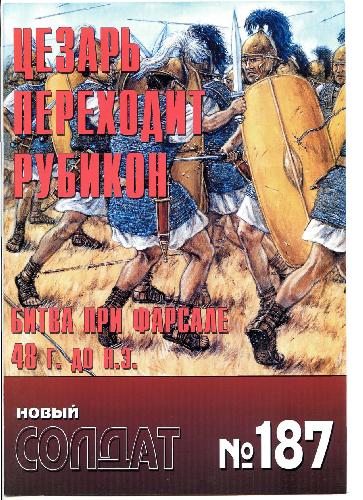 ЦЕЗАРЬ
ПЕРЕХОДИТ
РУБИКОН
БИТВА ПРИ ФАРСАЛЕ
48 Г. ДО Н.Э.
НОВЫЙ
СОЛДАТ
№187